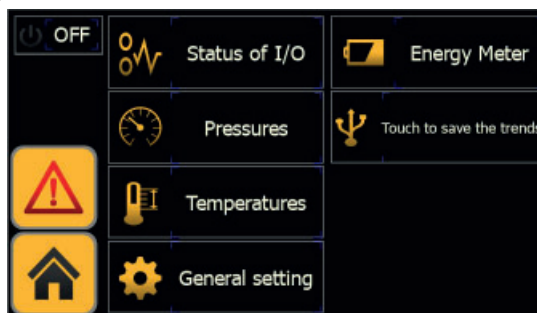 OFF
Status of I/O
Energy Meter
Pressures
Touch to save the trends
Temperatures
General setting